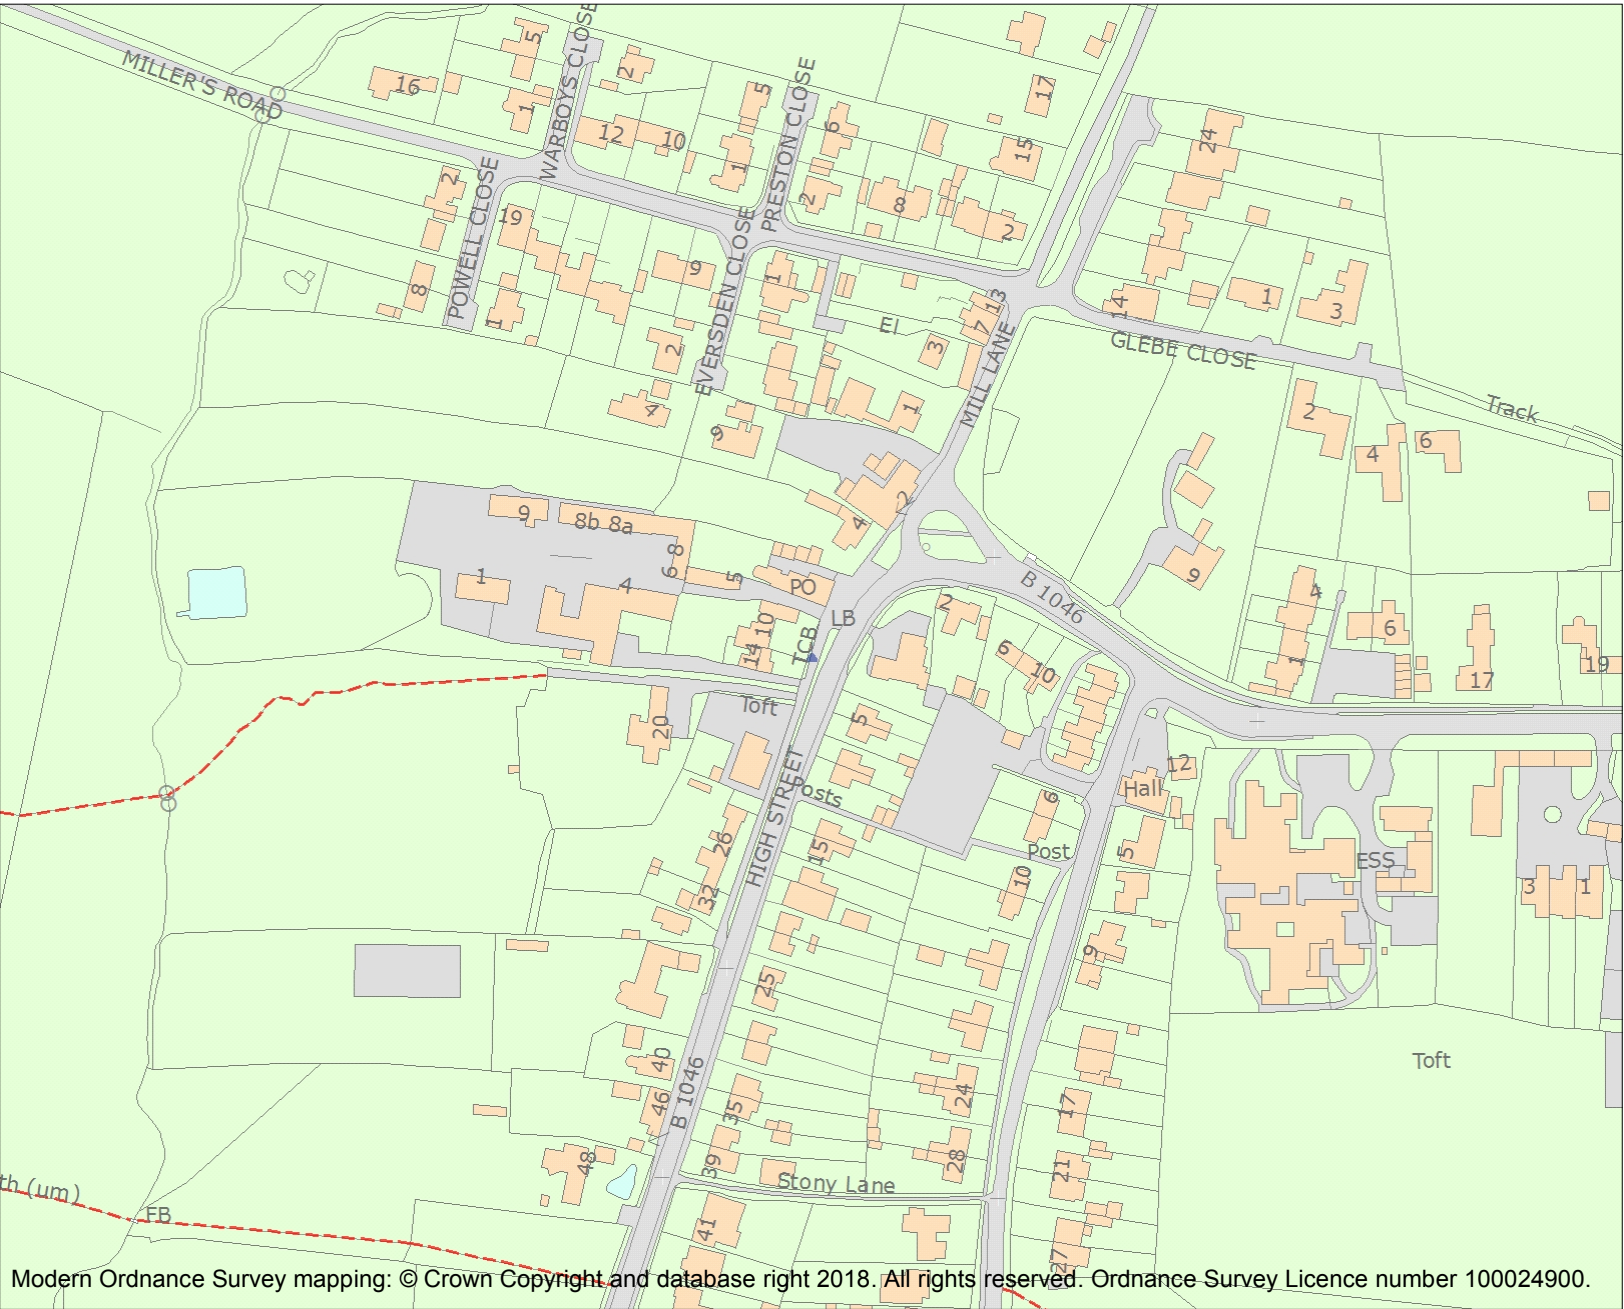 MILLER'S ROAD
16
5
1
WARBOYS CLOSE
2
12
10
5
1
PRESTON CLOSE
6
2
8
2
17
15
24
2
POWELL CLOSE
19
8
1
9
EVERSDEN CLOSE
1
2
4
9
El
3
7
13
1
MILL LANE
14
1
3
GLEBE CLOSE
Track
2
4
6
9
8b 8a
8
6
5
1
4
2
4
PO
LB
10
14
TCB
B 1046
2
6
10
9
4
1
6
17
19
Toft
20
5
Posts
HIGH STREET
15
26
32
6
Post
10
Hall
12
5
9
ESS
3
1
25
40
46
B 1046
35
39
24
28
17
21
27
Toft
48
Stony Lane
41
th (um)
FB
Modern Ordnance Survey mapping: © Crown Copyright and database right 2018. All rights reserved. Ordnance Survey Licence number 100024900.